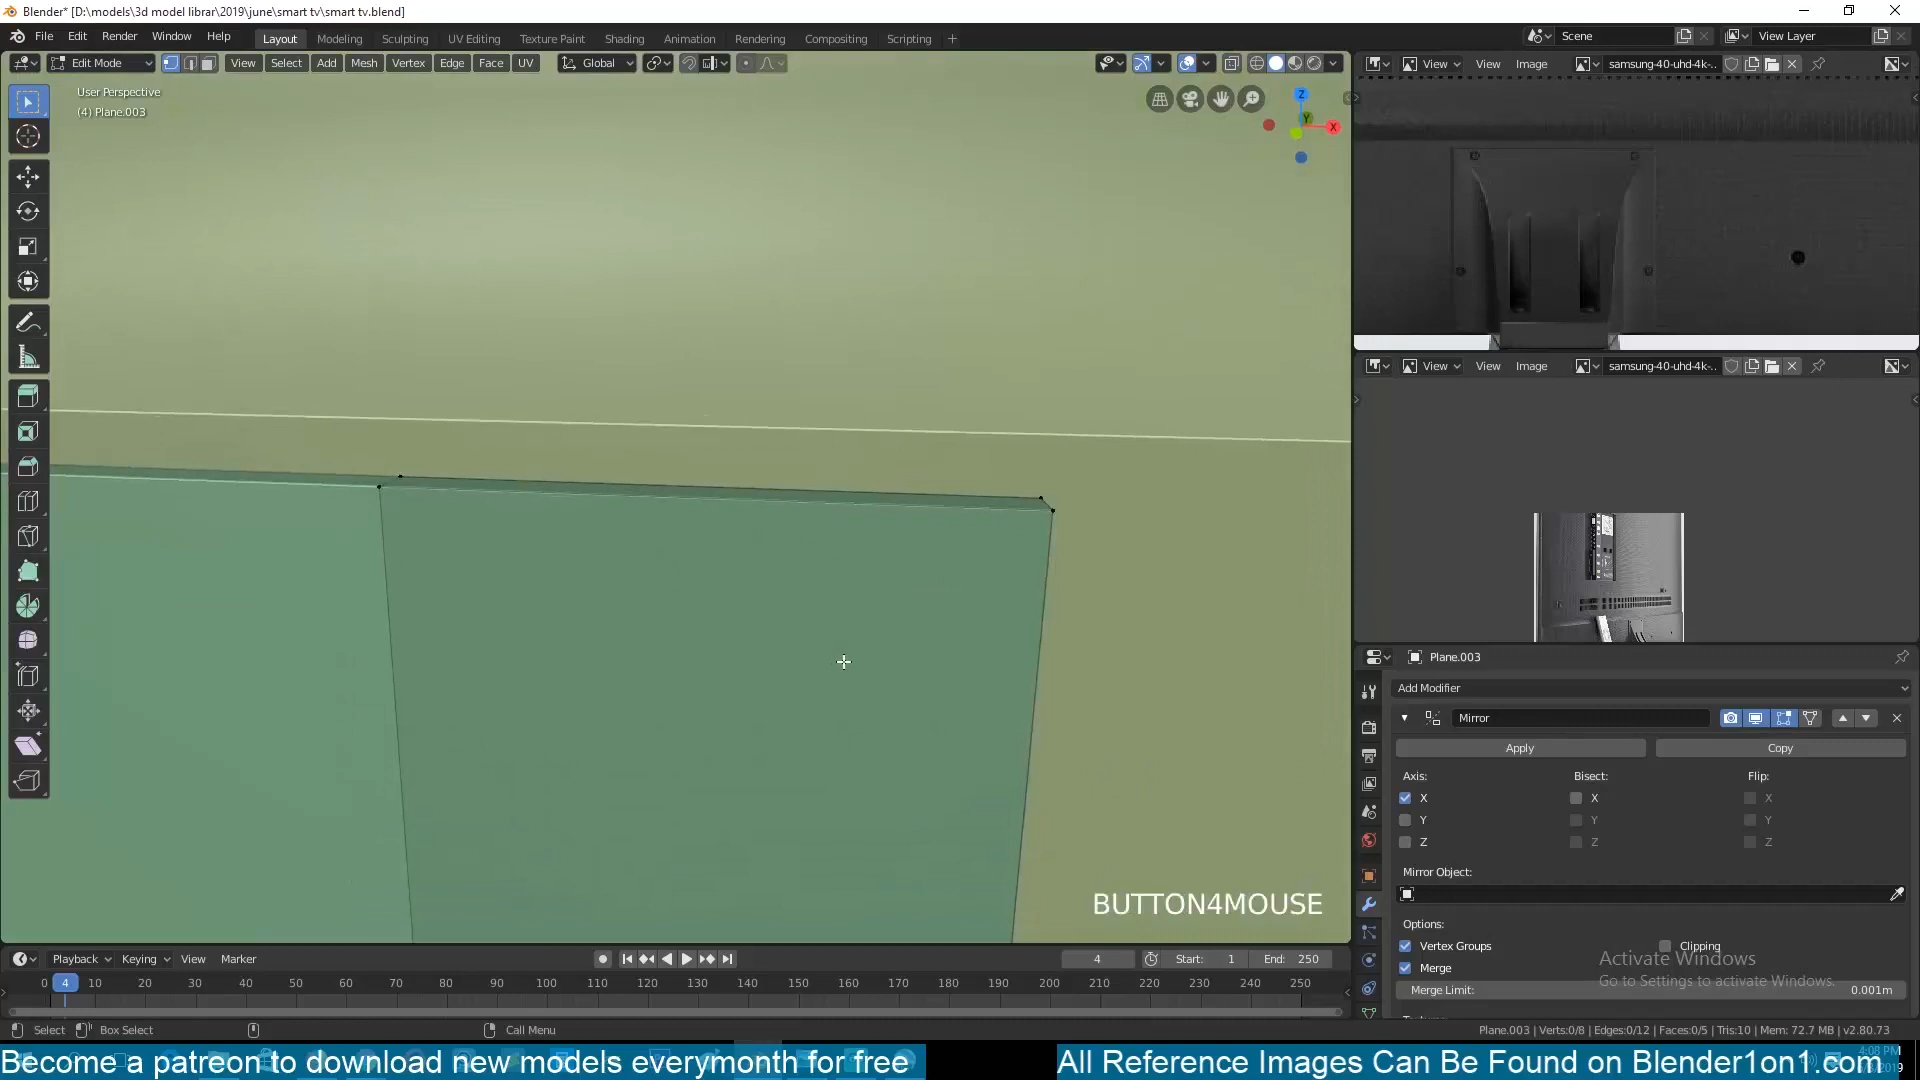 Blender* [D:\models\3d model librar\2019\june\smart tv\smart tv.blend]
File Edit Render Window Help Layout Modeling Sculpting UV Editing Texture Paint Shading Animation Rendering Compositing Scripting Scene View Layer
Edit Mode View Select Add Mesh Vertex Edge Face UV Global View View Image samsung-40-uhd-4k-..
User Perspective
(4) Plane.003
Z
Y
X
View View Image samsung-40-uhd-4k-..
Plane.003
Add Modifier
Mirror
Apply Copy
Axis: Bisect: Flip:
X X X
Y Y Y
Z Z Z
Mirror Object:
Options:
Vertex Groups Clipping
Merge
Merge Limit: 0.001m
Activate Windows
Go to Settings to activate Windows.
BUTTON4MOUSE
Playback Keying View Marker 4 Start: 1 End: 250
0 4 10 20 30 40 50 60 70 80 90 100 110 120 130 140 150 160 170 180 190 200 210 220 230 240 250
Select Box Select Call Menu Plane.003 | Verts:0/8 | Edges:0/12 | Faces:0/5 | Tris:10 | Mem: 72.7 MB | v2.80.73
Become a patreon to download new models everymonth for free All Reference Images Can Be Found on Blender1on1.com
4:08 PM